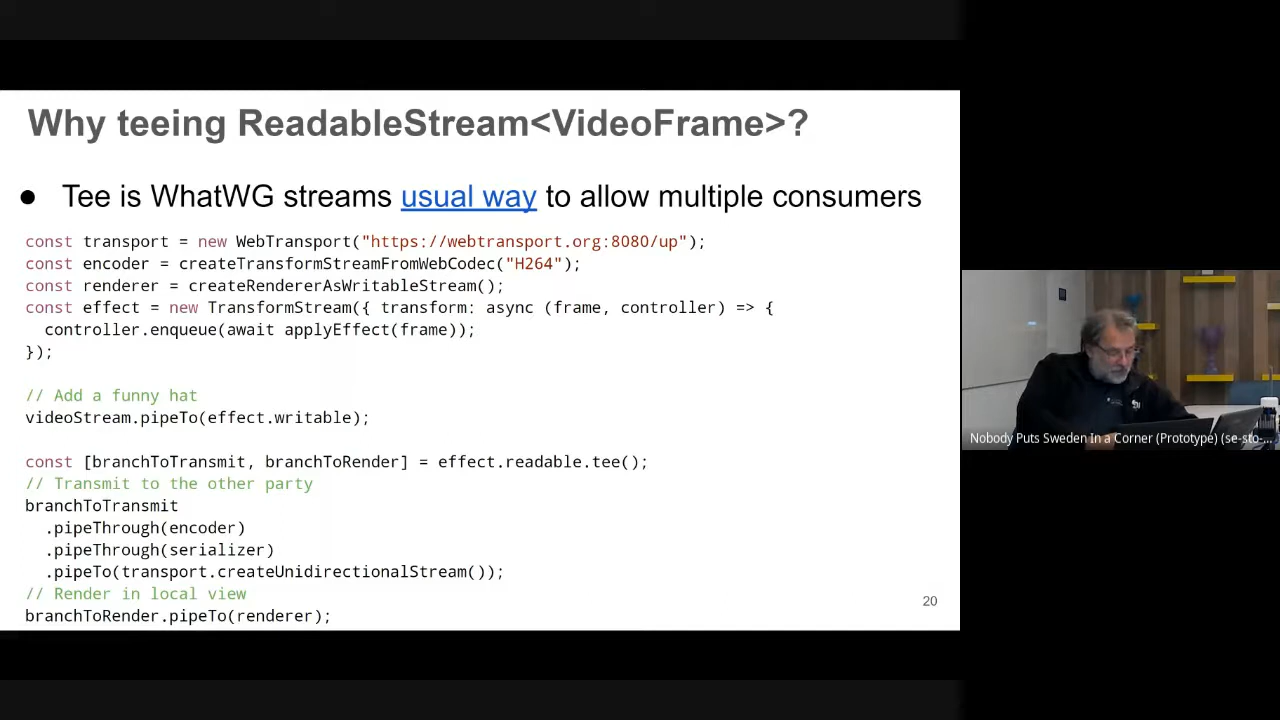 Why teeing ReadableStream<VideoFrame>?
● Tee is WhatWG streams usual way to allow multiple consumers
const transport = new WebTransport("https://webtransport.org:8080/up");
const encoder = createTransformStreamFromWebCodec("H264");
const renderer = createRendererAsWritableStream();
const effect = new TransformStream({ transform: async (frame, controller) => {
  controller.enqueue(await applyEffect(frame));
});
// Add a funny hat
videoStream.pipeTo(effect.writable);
const [branchToTransmit, branchToRender] = effect.readable.tee();
// Transmit to the other party
branchToTransmit
  .pipeThrough(encoder)
  .pipeThrough(serializer)
  .pipeTo(transport.createUnidirectionalStream());
// Render in local view
branchToRender.pipeTo(renderer);
20
Nobody Puts Sweden In a Corner (Prototype) (se-sto-...